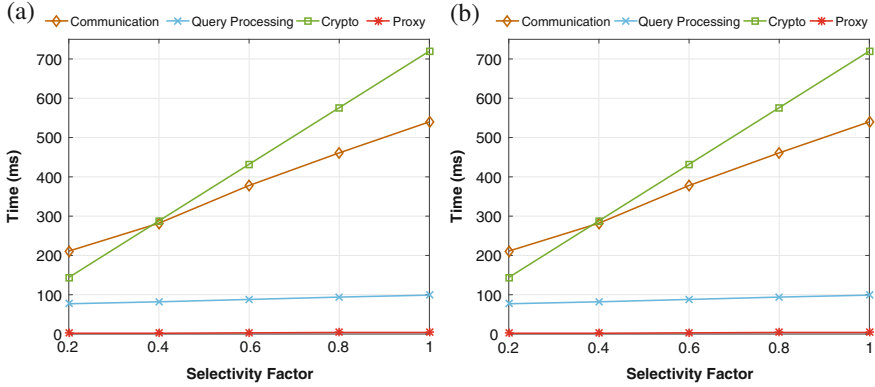 (a)
Communication Query Processing Crypto Proxy
700
600
500
400
300
200
100
0
Time (ms)
0.2 0.4 0.6 0.8 1
Selectivity Factor
(b)
Communication Query Processing Crypto Proxy
700
600
500
400
300
200
100
0
Time (ms)
0.2 0.4 0.6 0.8 1
Selectivity Factor